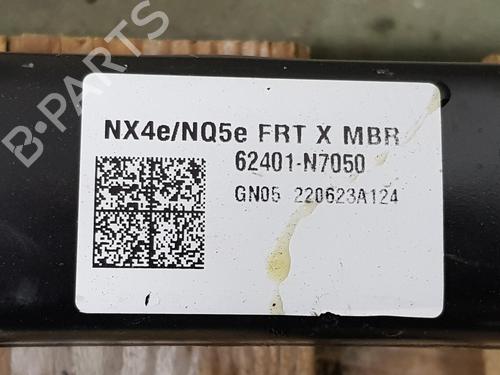 B-PARTS
NX4e/NQ5e FRT X MBR
62401-N7050
GN05 220623A124